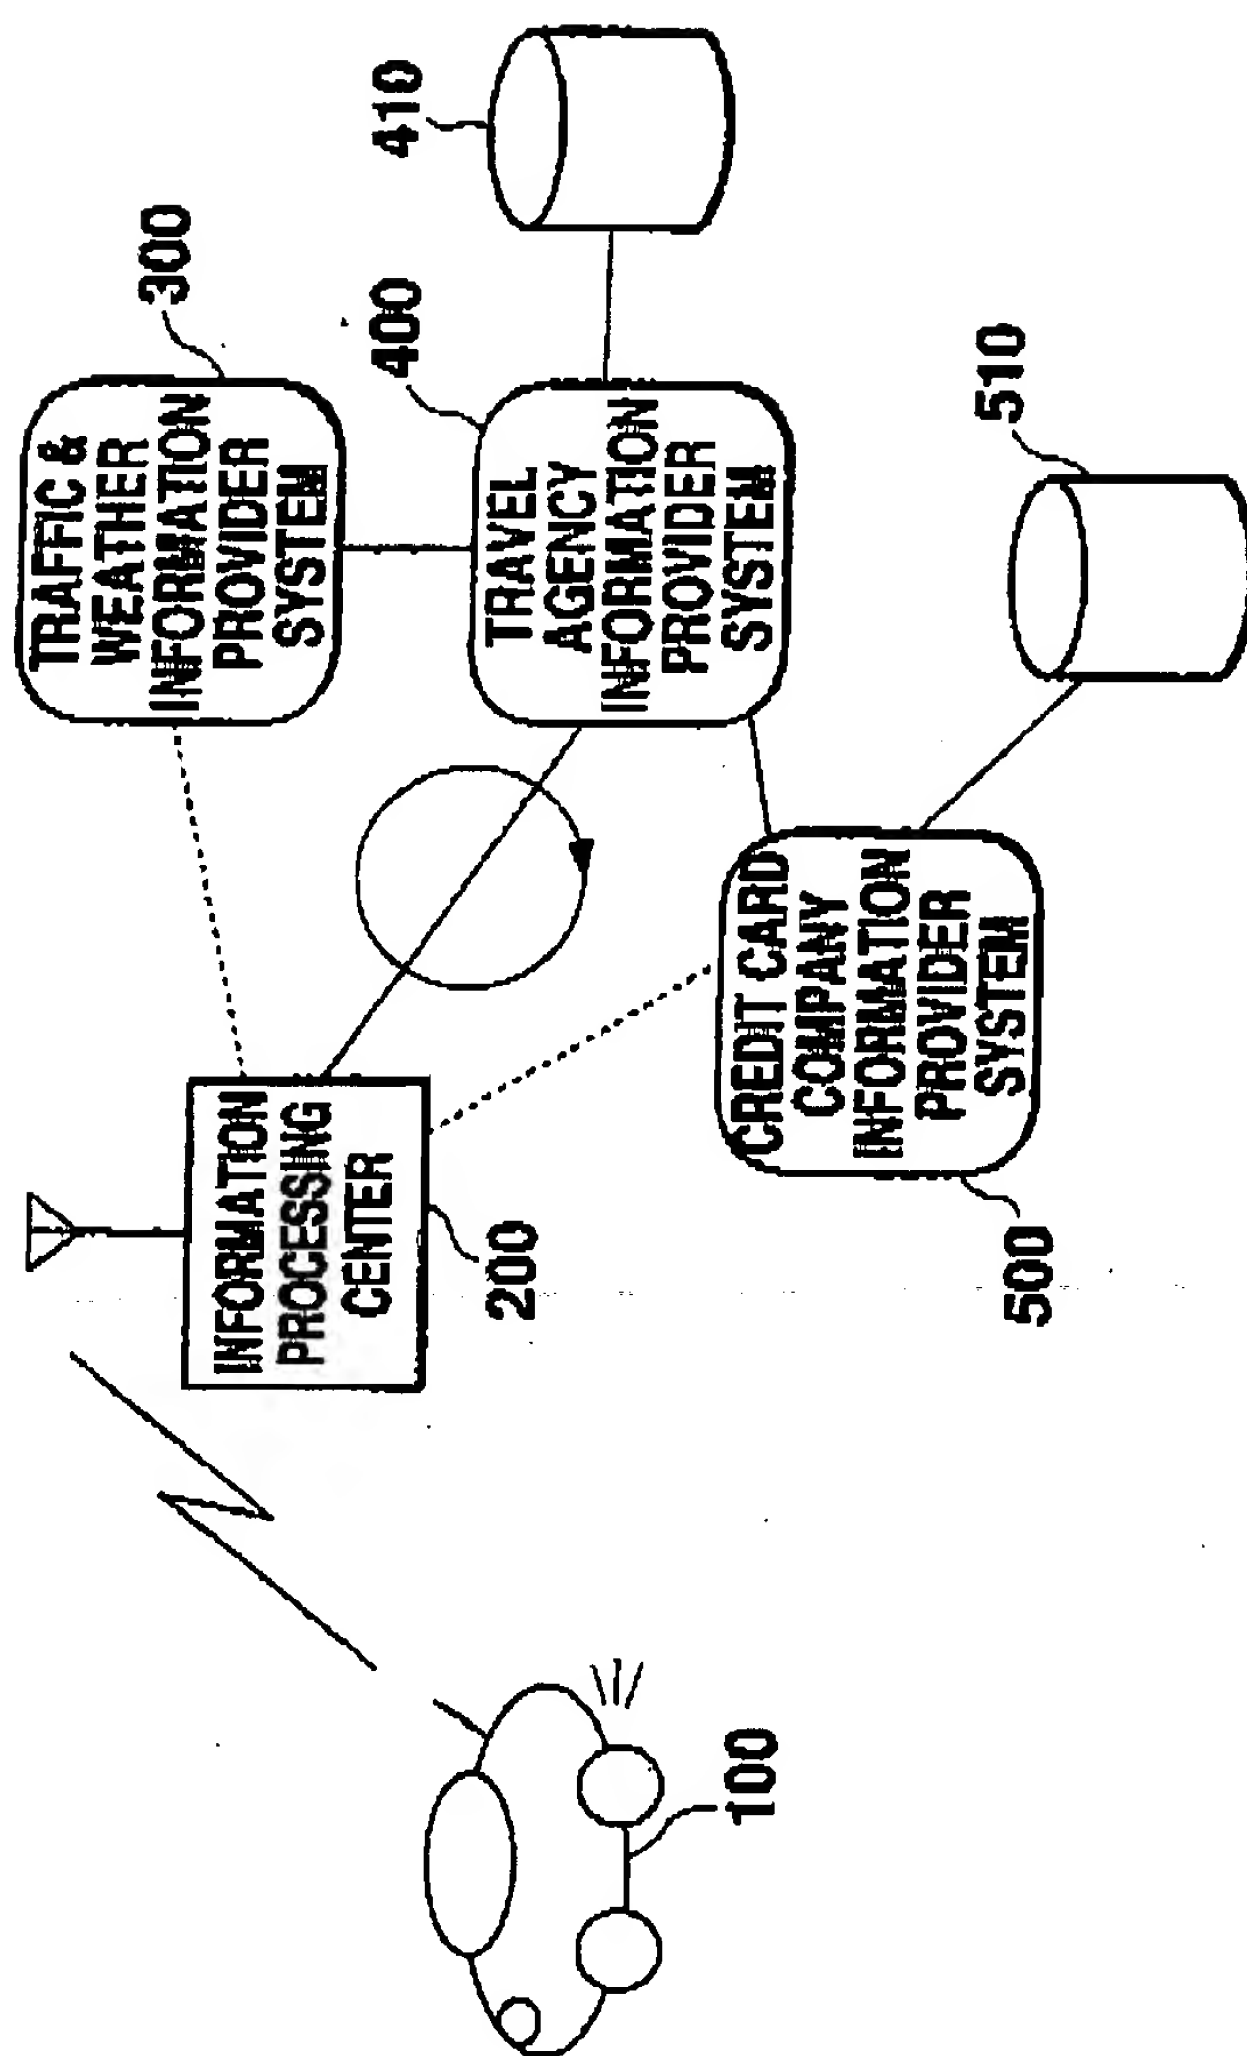 TRAFFIC &
WEATHER
INFORMATION
PROVIDER
SYSTEM
300
410
400
TRAVEL
AGENCY
INFORMATION
PROVIDER
SYSTEM
510
INFORMATION
PROCESSING
CENTER
200
CREDIT CARD
COMPANY
INFORMATION
PROVIDER
SYSTEM
500
100